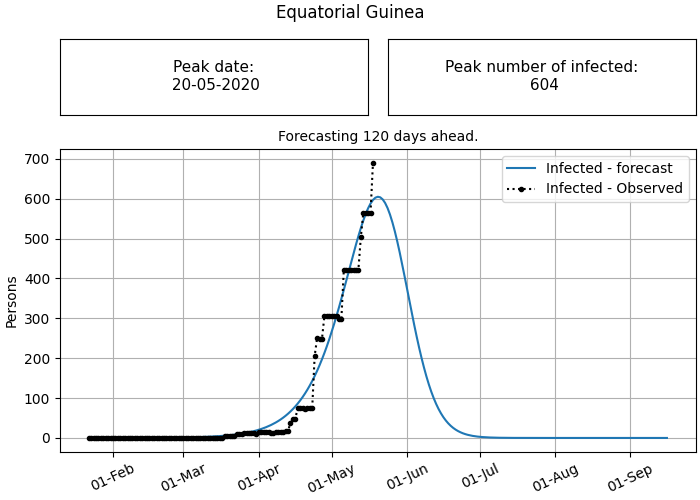 Equatorial Guinea
Peak date:
20-05-2020
Peak number of infected:
604
Forecasting 120 days ahead.
700
600
500
400
300
200
100
0
Persons
Infected - forecast
Infected - Observed
01-Feb
01-Mar
01-Apr
01-May
01-Jun
01-Jul
01-Aug
01-Sep